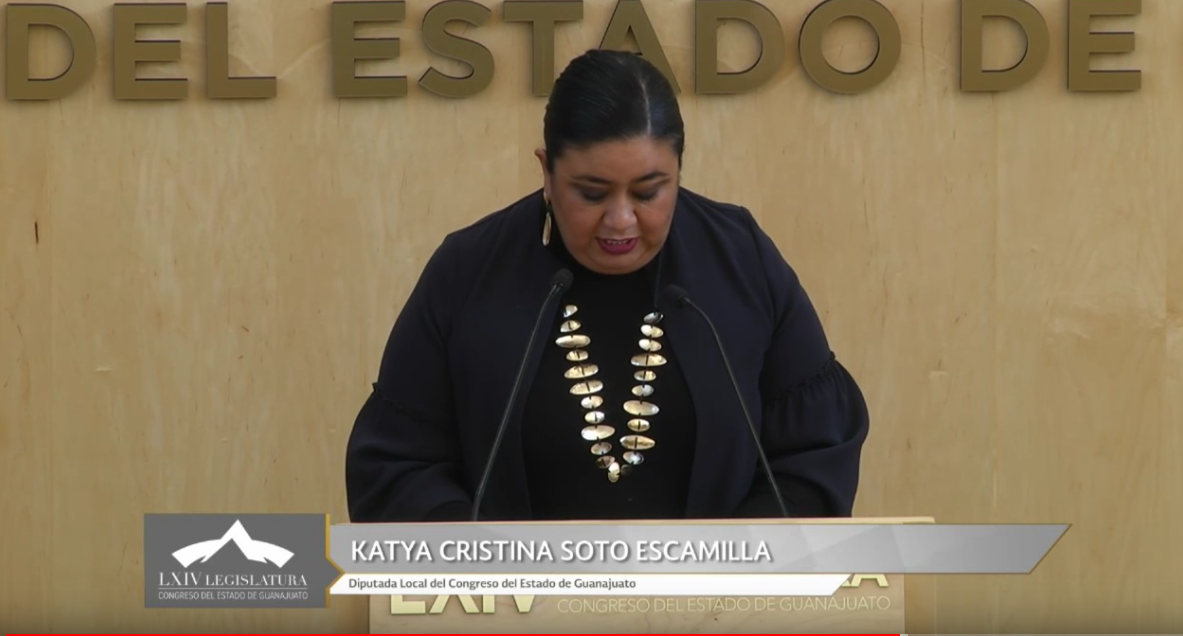 DEL ESTADO DE
KATYA CRISTINA SOTO ESCAMILLA
LXIV LEGISLATURA
CONGRESO DEL ESTADO DE GUANAJUATO
Diputada Local del Congreso del Estado de Guanajuato
LXIV
CONGRESO DEL ESTADO DE GUANAJUATO